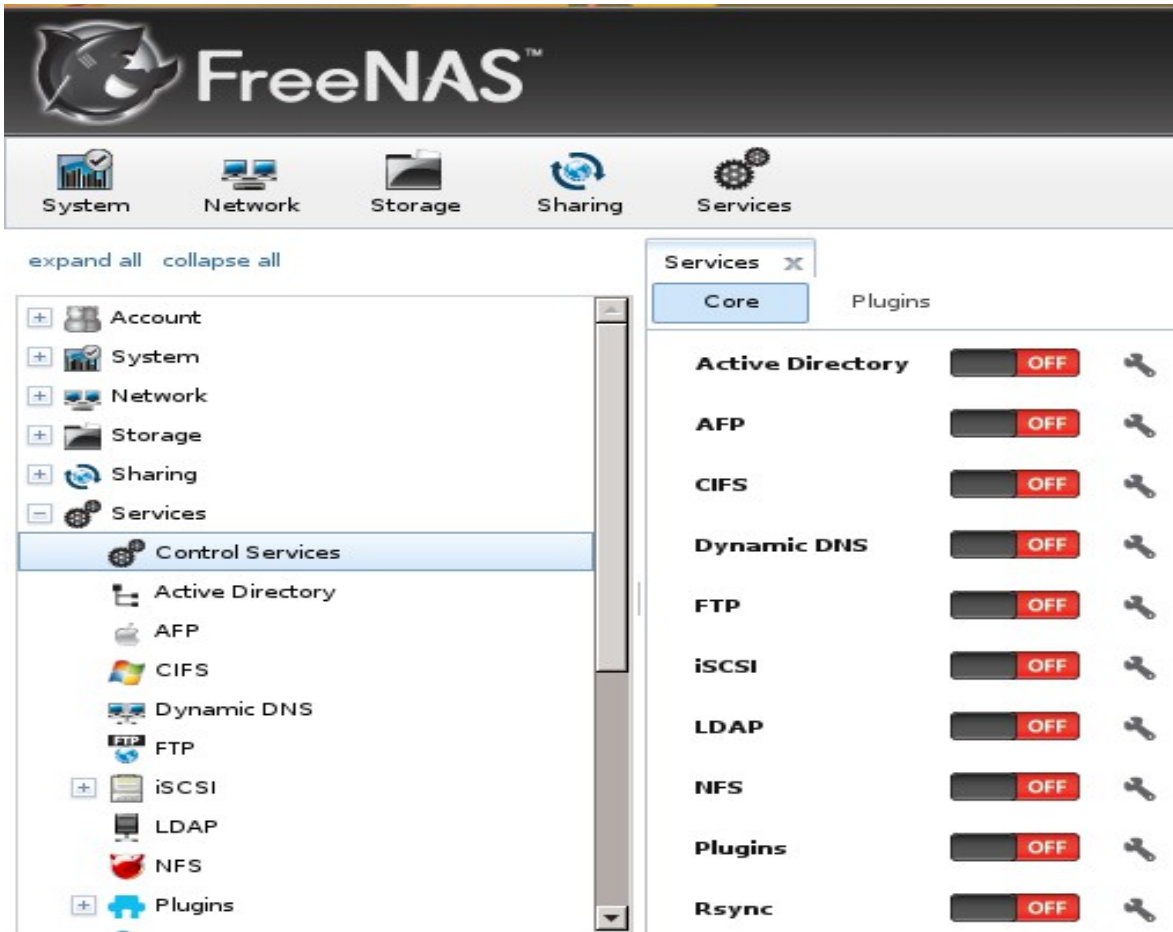 FreeNAS™
System Network Storage Sharing Services
expand all collapse all
Account
System
Network
Storage
Sharing
Services
Control Services
Active Directory
AFP
CIFS
Dynamic DNS
FTP
FTP
iSCSI
LDAP
NFS
Plugins
Services x
Core Plugins
Active Directory OFF
AFP OFF
CIFS OFF
Dynamic DNS OFF
FTP OFF
iSCSI OFF
LDAP OFF
NFS OFF
Plugins OFF
Rsync OFF